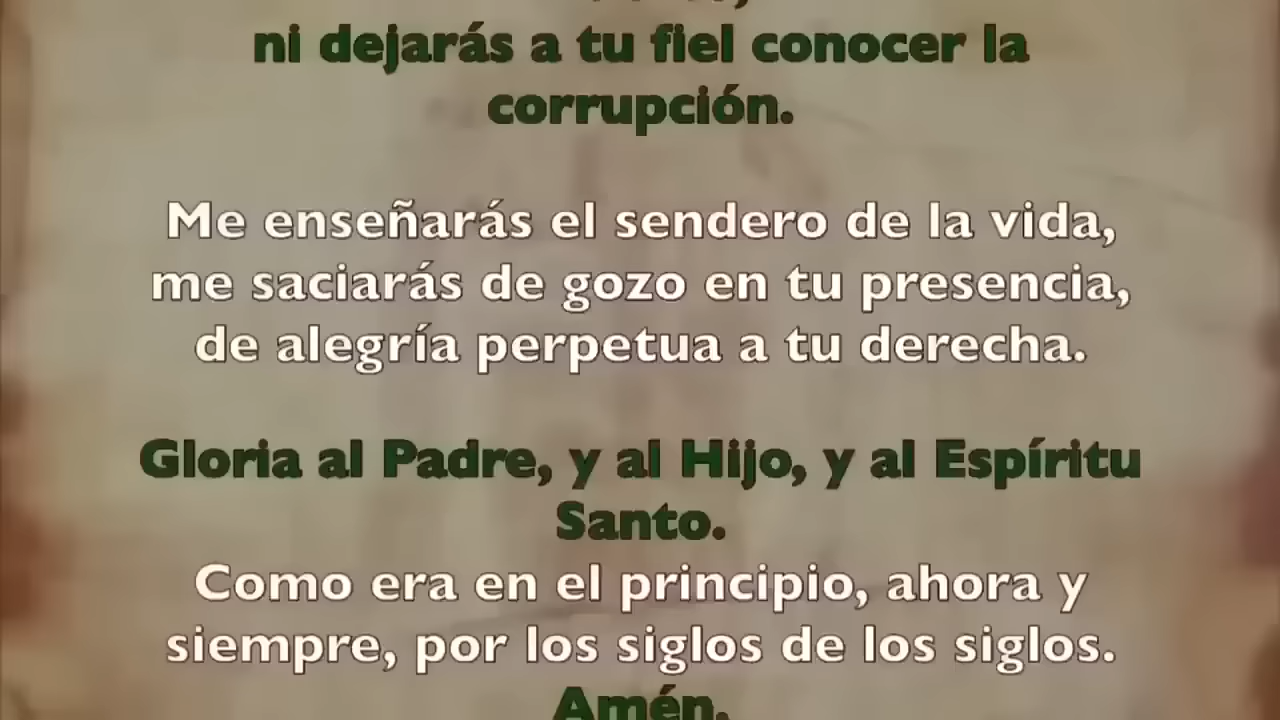 ni dejarás a tu fiel conocer la
corrupción.
Me enseñarás el sendero de la vida,
me saciarás de gozo en tu presencia,
de alegría perpetua a tu derecha.
Gloria al Padre, y al Hijo, y al Espíritu
Santo.
Como era en el principio, ahora y
siempre, por los siglos de los siglos.
Amén.